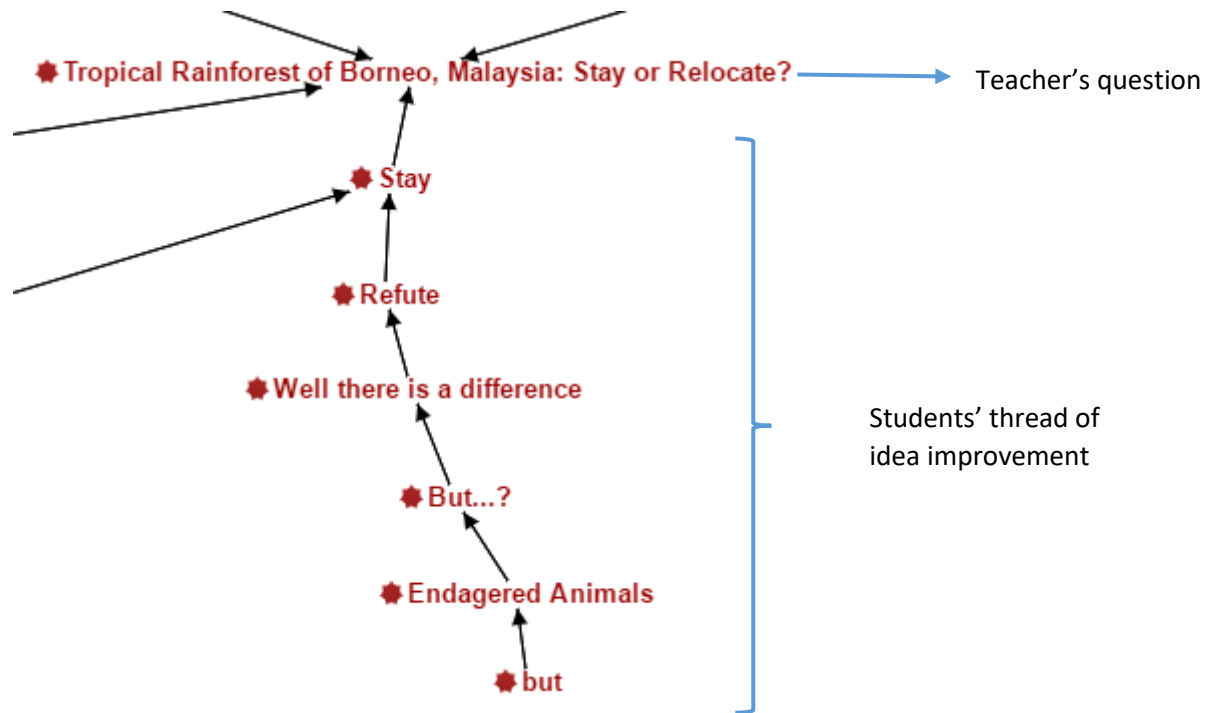 Tropical Rainforest of Borneo, Malaysia: Stay or Relocate?
Teacher’s question
Stay
Refute
Well there is a difference
But...?
Endagered Animals
but
Students’ thread of
idea improvement